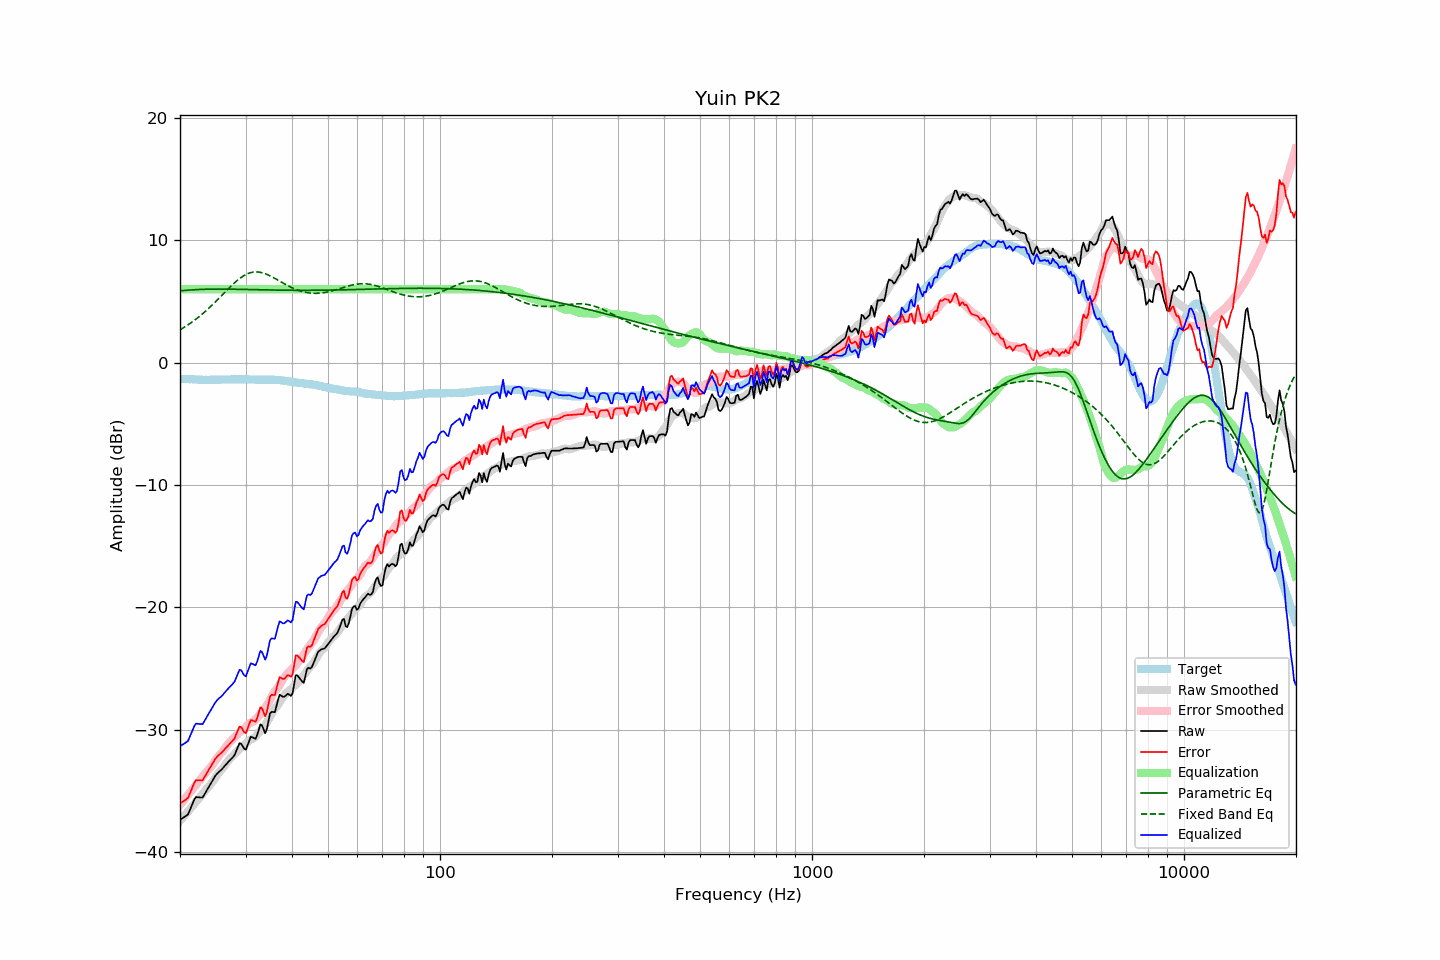 Yuin PK2
20
10
0
−10
−20
−30
−40
Amplitude (dBr)
100
1000
10000
Frequency (Hz)
Target
Raw Smoothed
Error Smoothed
Raw
Error
Equalization
Parametric Eq
Fixed Band Eq
Equalized